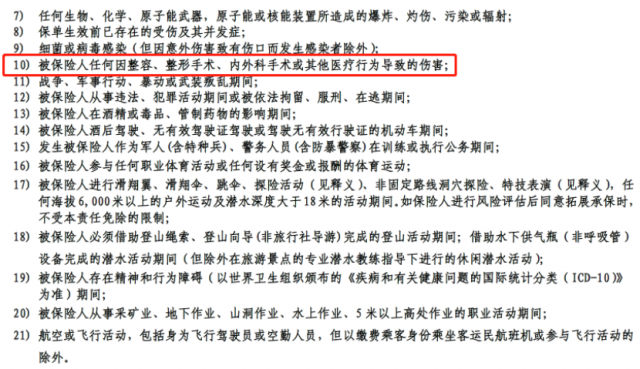 7) 任何生物、化学、原子能武器，原子能或核能装置所造成的爆炸、灼伤、污染或辐射；
8) 保单生效前已存在的受伤及其并发症；
9) 细菌或病毒感染（但因意外伤害致有伤口而发生感染者除外）；
10) 被保险人任何因整容、整形手术、内外科手术或其他医疗行为导致的伤害；
11) 战争、军事行动、暴动或武装叛乱期间；
12) 被保险人从事违法、犯罪活动期间或被依法拘留、服刑、在逃期间；
13) 被保险人在酒精或毒品、管制药物的影响期间；
14) 被保险人酒后驾驶、无有效驾驶证驾驶或驾驶无有效行驶证的机动车期间；
15) 发生被保险人作为军人(含特种兵)、警务人员(含防暴警察)在训练或执行公务期间；
16) 被保险人参与任何职业体育活动或任何设有奖金或报酬的体育运动；
17) 被保险人进行滑翔翼、滑翔伞、跳伞、探险活动（见释义）、非固定路线洞穴探险、特技表演（见释义），任
何海拔6,000米以上的户外运动及潜水深度大于18米的活动期间。如保险人进行风险评估后同意拓展承保时，
不受本责任免除的限制；
18) 被保险人必须借助登山绳索、登山向导(非旅行社导游)完成的登山活动期间；借助水下供气瓶（非呼吸管）
设备完成的潜水活动期间（但除外在旅游景点的专业潜水教练指导下进行的休闲潜水活动）；
19) 被保险人存在精神和行为障碍（以世界卫生组织颁布的《疾病和有关健康问题的国际统计分类（ICD-10）》
为准）期间；
20) 被保险人从事采矿业、地下作业、山洞作业、水上作业、5米以上高处作业的职业活动期间；
21) 航空或飞行活动，包括身为飞行驾驶员或空勤人员，但以缴费乘客身份乘坐客运民航班机或参与飞行活动的
除外。